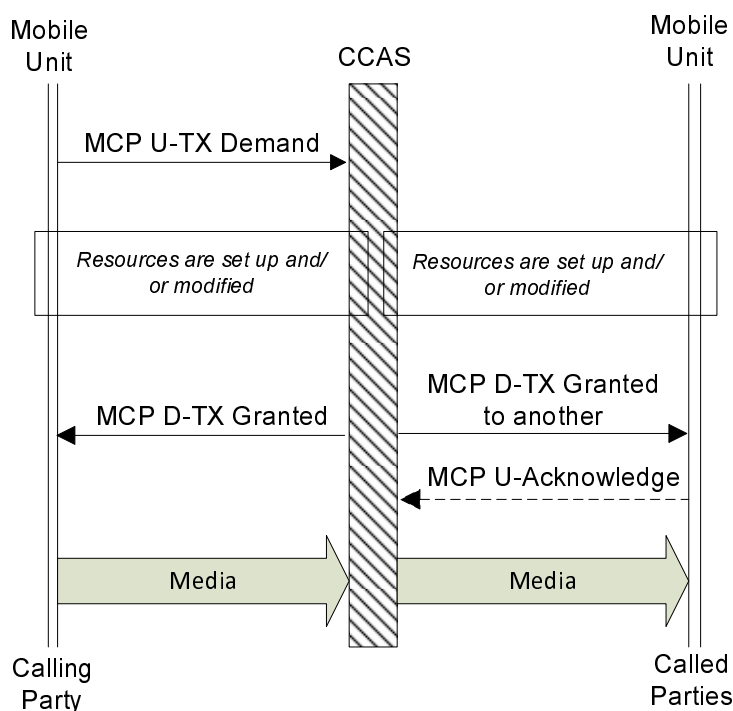 Mobile
Unit
CCAS
Mobile
Unit
MCP U-TX Demand
Resources are set up and/
or modified
Resources are set up and/
or modified
MCP D-TX Granted
MCP D-TX Granted
to another
MCP U-Acknowledge
Media
Media
Calling
Party
Called
Parties